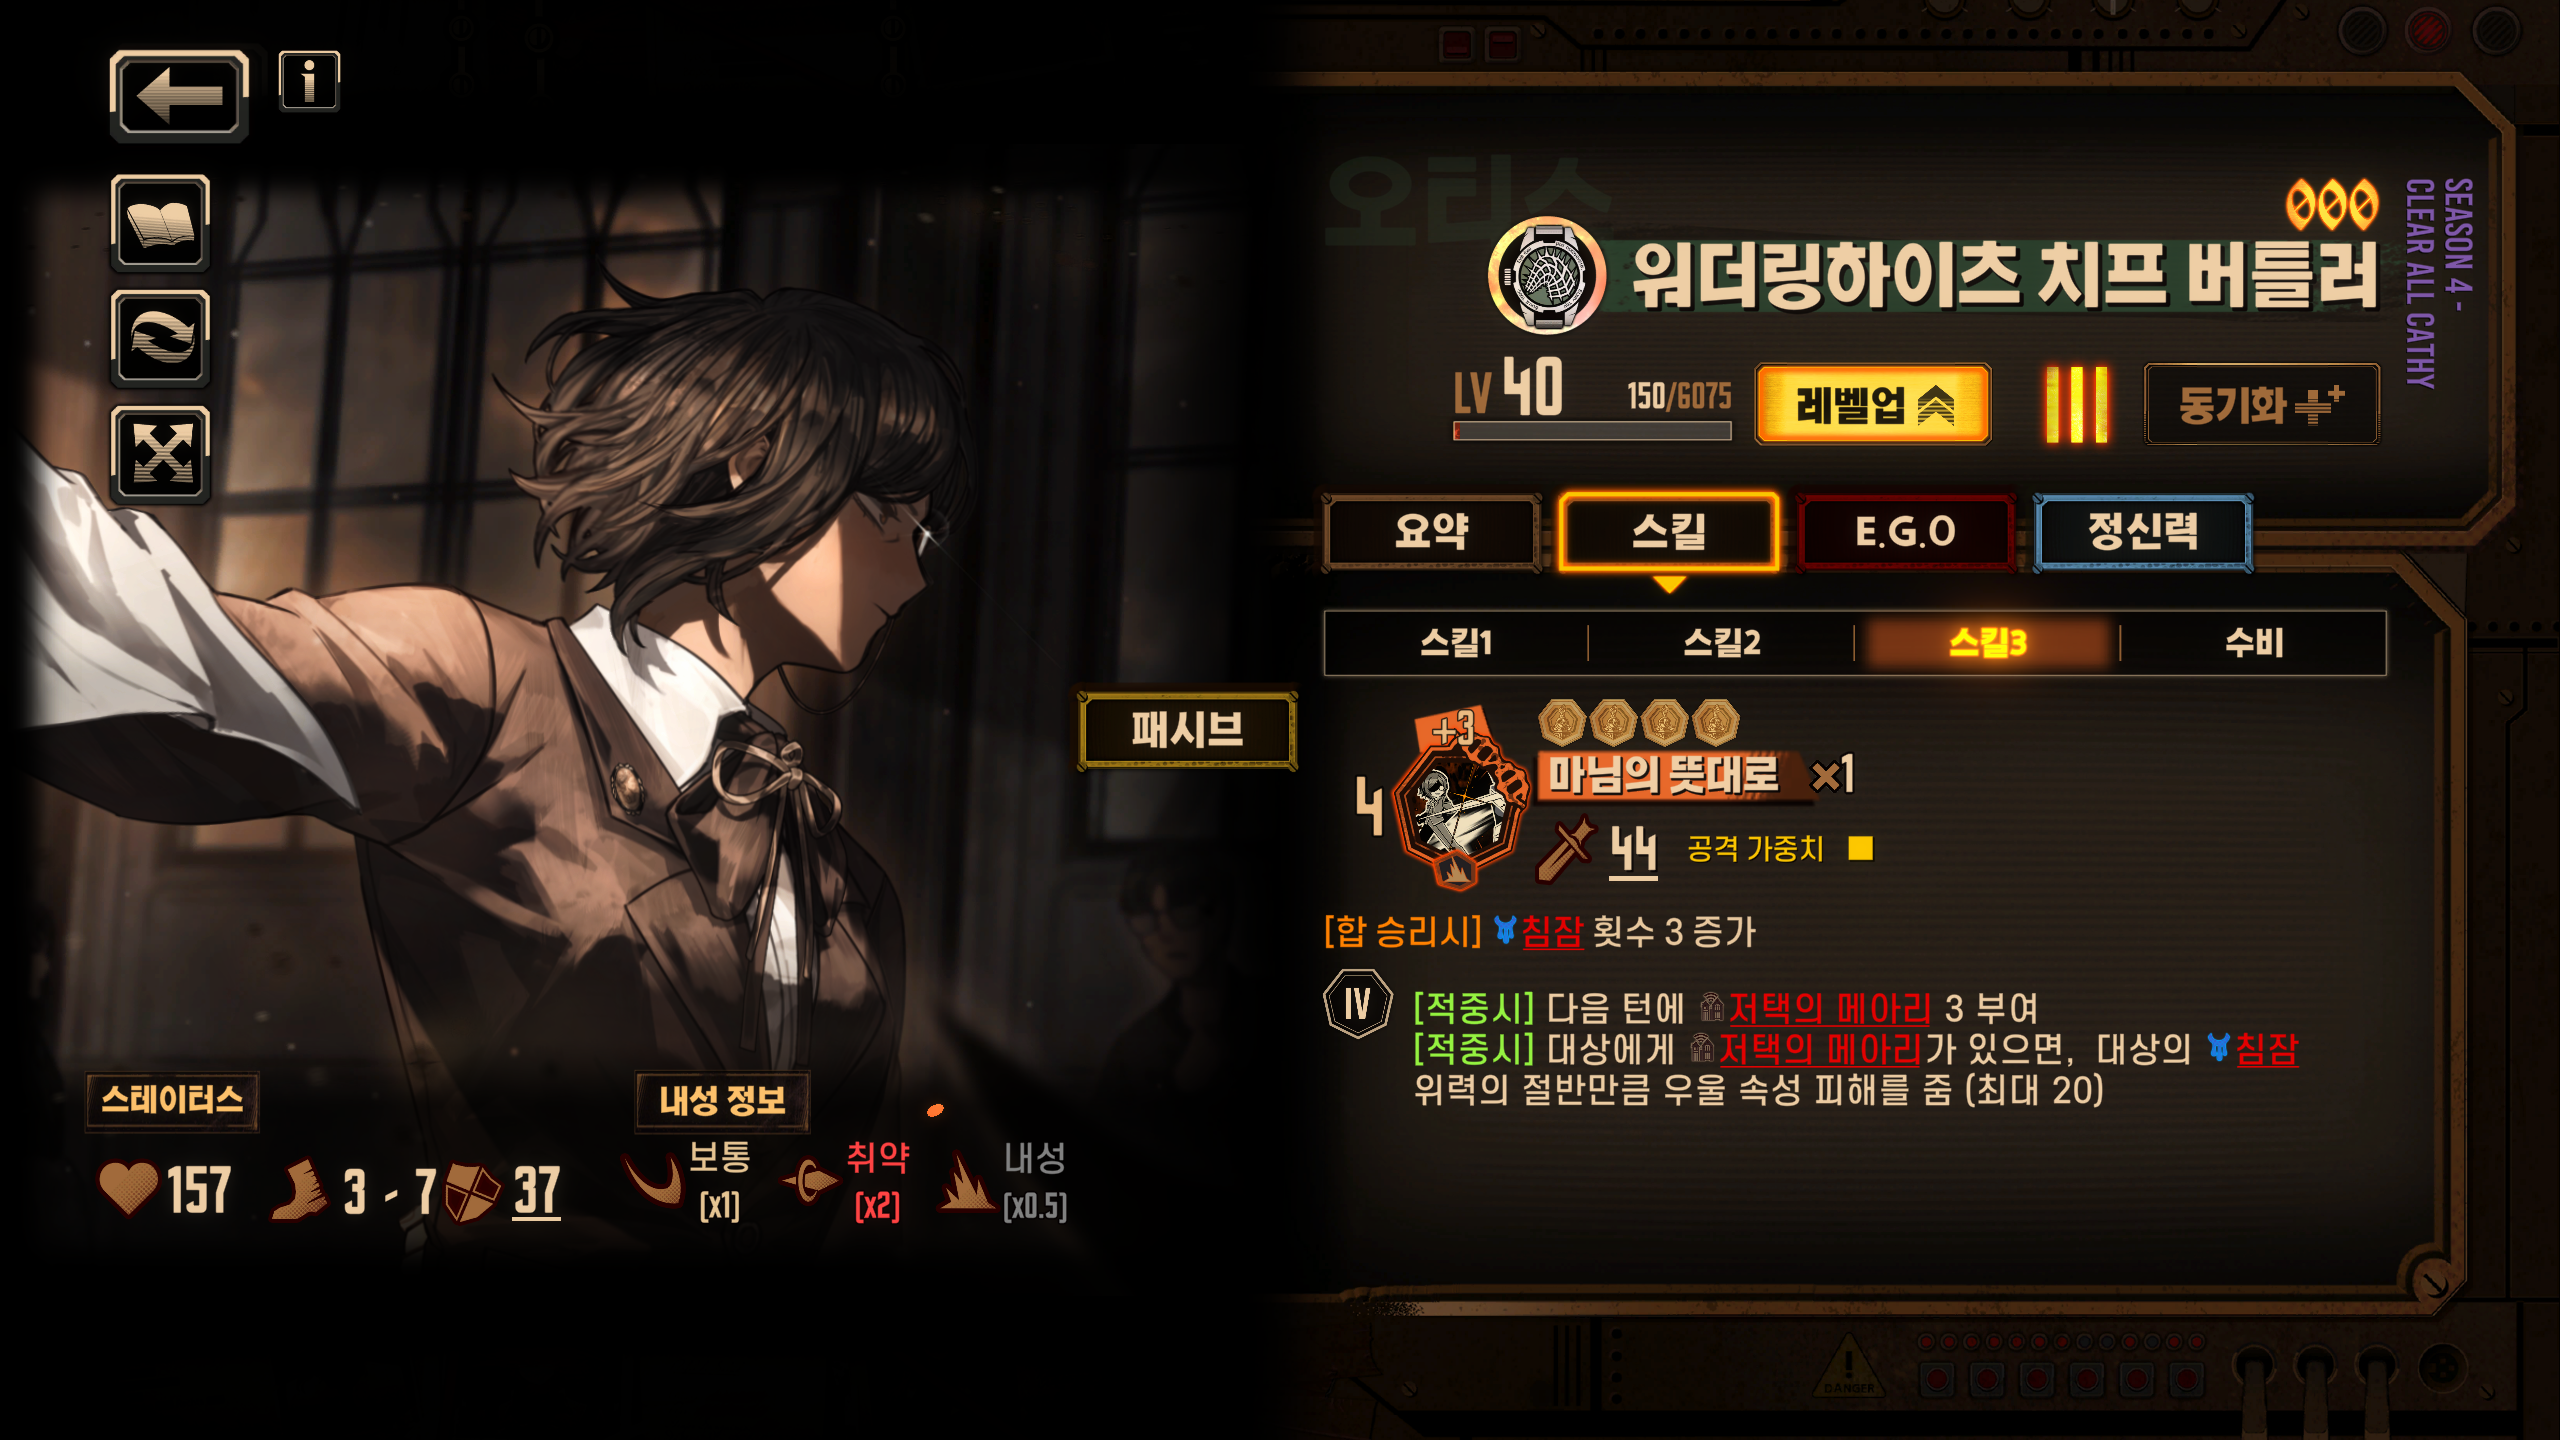 오티스
워더링하이츠 치프 버틀러
SEASON 4 -
CLEAR ALL CATHY
LV 40
150/6075
레벨업
동기화
요약
스킬
E.G.O
정신력
스킬1
스킬2
스킬3
수비
패시브
+3
4
마님의 뜻대로 ×1
44
공격 가중치
[합 승리시] 침잠 횟수 3 증가
IV
[적중시] 다음 턴에 저택의 메아리 3 부여
[적중시] 대상에게 저택의 메아리가 있으면, 대상의 침잠
위력의 절반만큼 우울 속성 피해를 줌 (최대 20)
스테이터스
157
3 - 7
37
내성 정보
보통
[x1]
취약
[x2]
내성
[x0.5]
DANGER